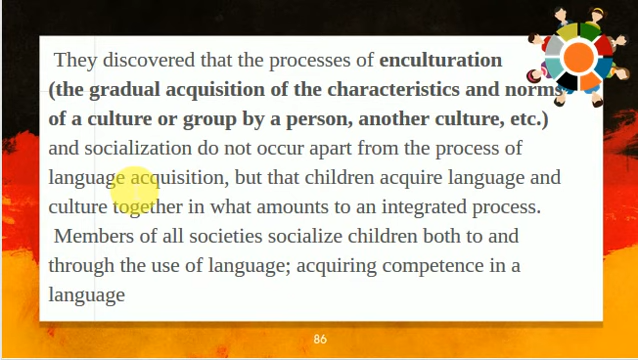 They discovered that the processes of enculturation
(the gradual acquisition of the characteristics and norms
of a culture or group by a person, another culture, etc.)
and socialization do not occur apart from the process of
language acquisition, but that children acquire language and
culture together in what amounts to an integrated process.
Members of all societies socialize children both to and
through the use of language; acquiring competence in a
language
86